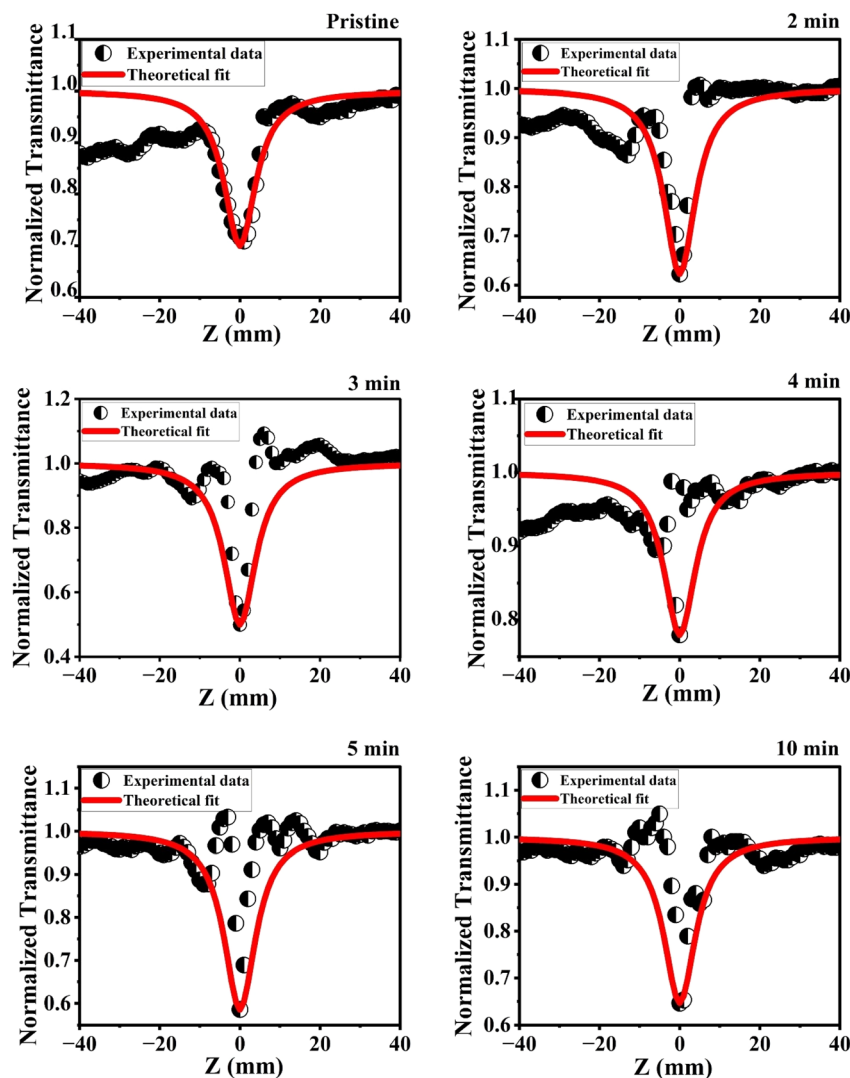 Pristine
Experimental data
Theoretical fit
Normalized Transmittance
1.1
1.0
0.9
0.8
0.7
0.6
−40 −20 0 20 40
Z (mm)
2 min
Experimental data
Theoretical fit
Normalized Transmittance
1.1
1.0
0.9
0.8
0.7
0.6
−40 −20 0 20 40
Z (mm)
3 min
Experimental data
Theoretical fit
Normalized Transmittance
1.2
1.0
0.8
0.6
0.4
−40 −20 0 20 40
Z (mm)
4 min
Experimental data
Theoretical fit
Normalized Transmittance
1.1
1.0
0.9
0.8
−40 −20 0 20 40
Z (mm)
5 min
Experimental data
Theoretical fit
Normalized Transmittance
1.1
1.0
0.9
0.8
0.7
0.6
−40 −20 0 20 40
Z (mm)
10 min
Experimental data
Theoretical fit
Normalized Transmittance
1.1
1.0
0.9
0.8
0.7
0.6
−40 −20 0 20 40
Z (mm)